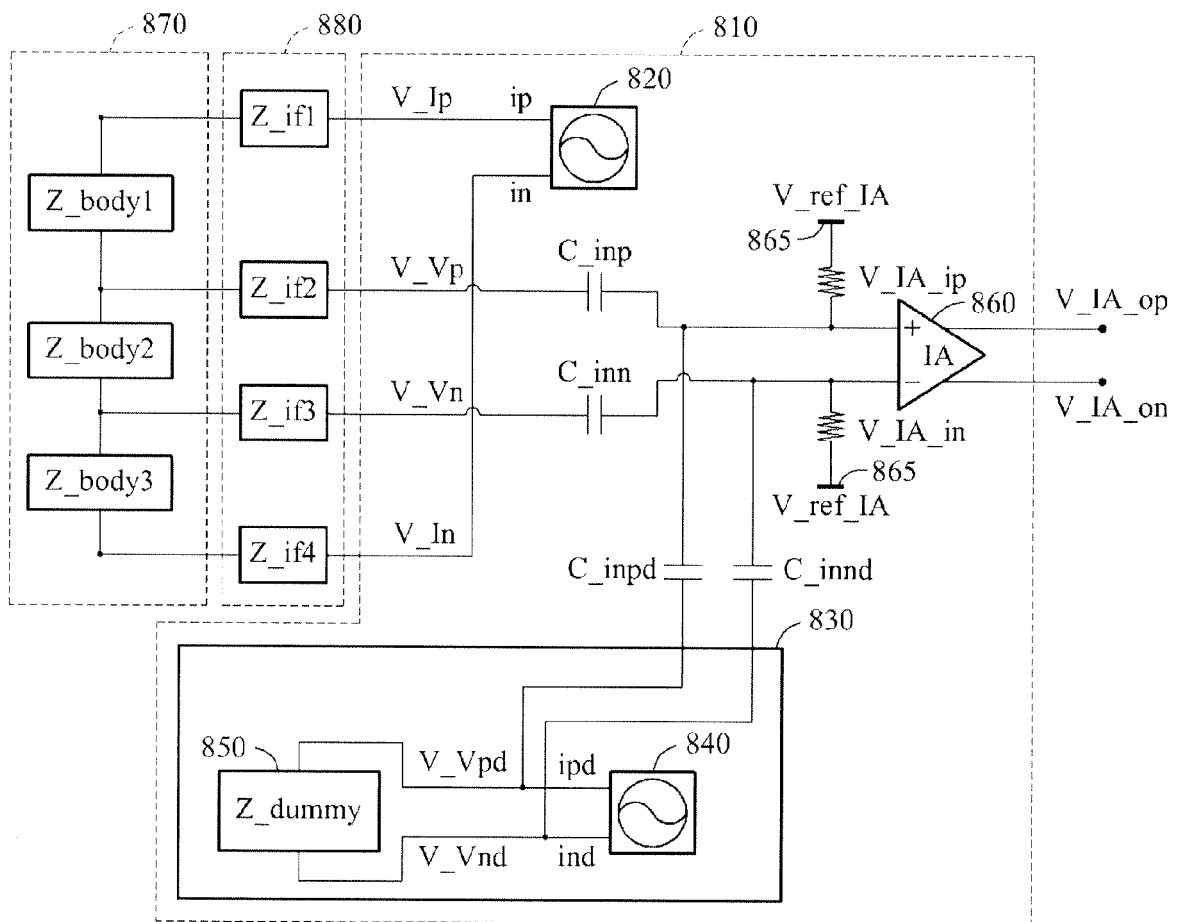 870
880
810
820
Z_if1
V_Ip
ip
in
Z_body1
V_ref_IA
865
Z_if2
V_Vp
C_inp
V_IA_ip
860
V_IA_op
+
IA
−
Z_body2
Z_if3
V_Vn
C_inn
V_IA_on
V_IA_in
865
V_ref_IA
Z_body3
Z_if4
V_In
C_inpd
C_innd
830
850
840
V_Vpd
ipd
Z_dummy
V_Vnd
ind